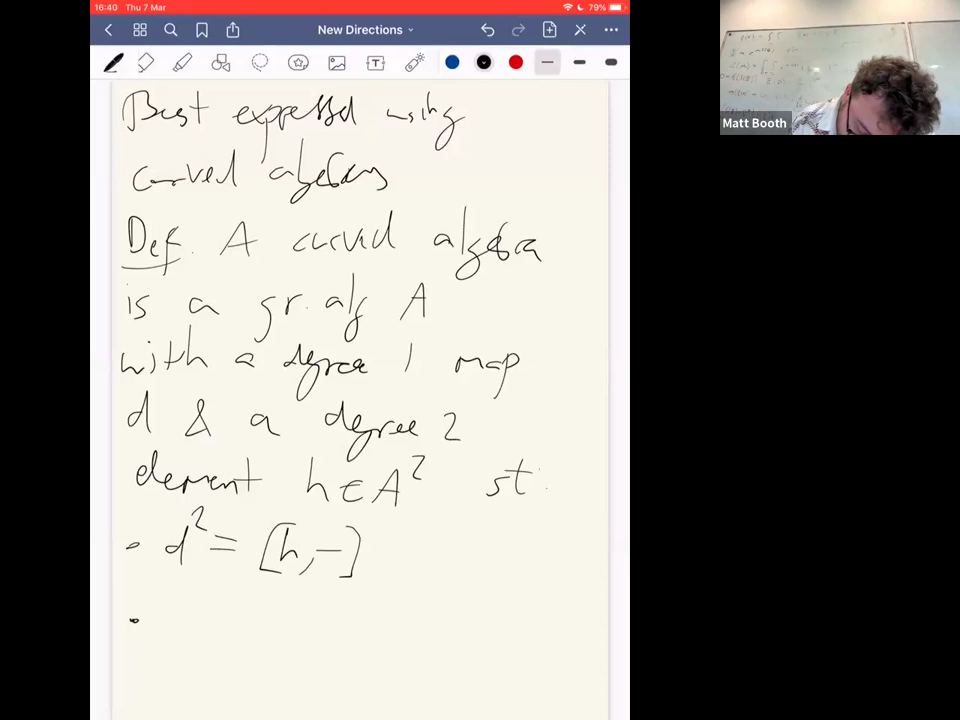 16:40 Thu 7 Mar
79%
New Directions
Best expressed using
curved algebras
Def. A curved algebra
is a gr. alg A
with a degree 1 map
d & a degree 2
element h ∈ A² st.
• d² = [h, −]
•
Matt Booth